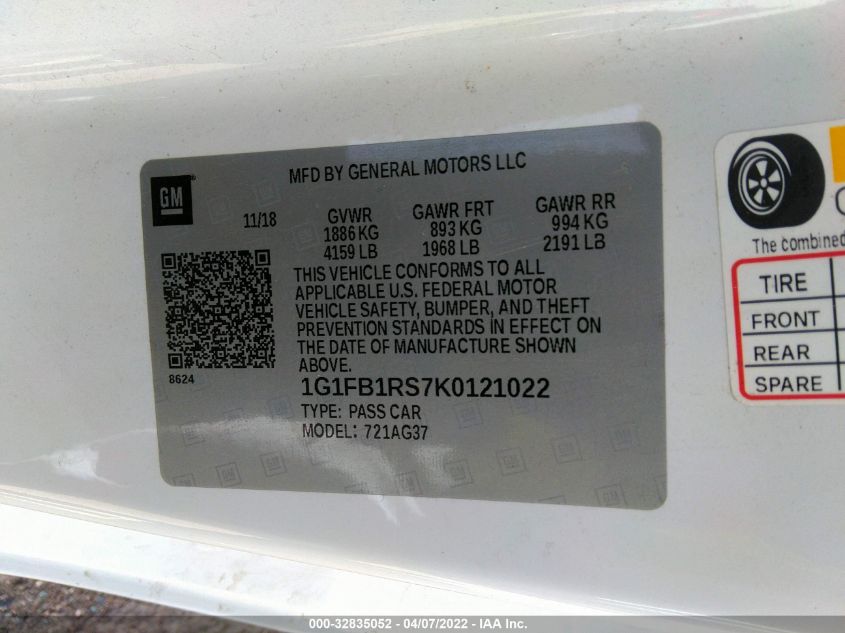 MFD BY GENERAL MOTORS LLC
GM
11/18
GVWR GAWR FRT GAWR RR
1886 KG 893 KG 994 KG
4159 LB 1968 LB 2191 LB
THIS VEHICLE CONFORMS TO ALL
APPLICABLE U.S. FEDERAL MOTOR
VEHICLE SAFETY, BUMPER, AND THEFT
PREVENTION STANDARDS IN EFFECT ON
THE DATE OF MANUFACTURE SHOWN
ABOVE.
8624
1G1FB1RS7K0121022
TYPE: PASS CAR
MODEL: 721AG37
The combined
TIRE
FRONT
REAR
SPARE
000-32835052 - 04/07/2022 - IAA Inc.